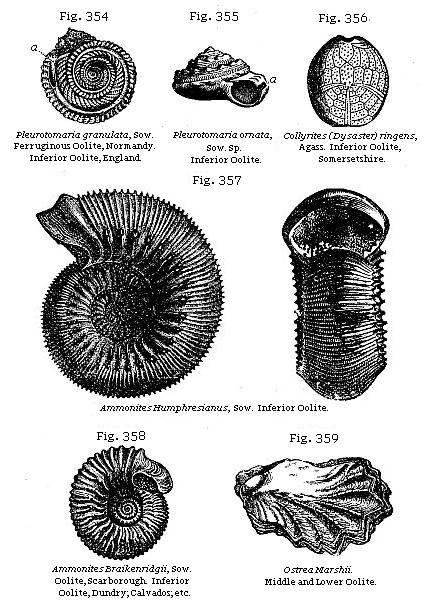 Fig. 354
Fig. 355
Fig. 356
a
a
Pleurotomaria granulata, Sow.
Ferruginous Oolite, Normandy.
Inferior Oolite, England.
Pleurotomaria ornata,
Sow. Sp.
Inferior Oolite.
Collyrites (Dysaster) ringens,
Agass. Inferior Oolite,
Somersetshire.
Fig. 357
Ammonites Humphresianus, Sow. Inferior Oolite.
Fig. 358
Fig. 359
Ammonites Braikenridgii, Sow.
Oolite, Scarborough. Inferior
Oolite, Dundry; Calvados; etc.
Ostrea Marshii.
Middle and Lower Oolite.